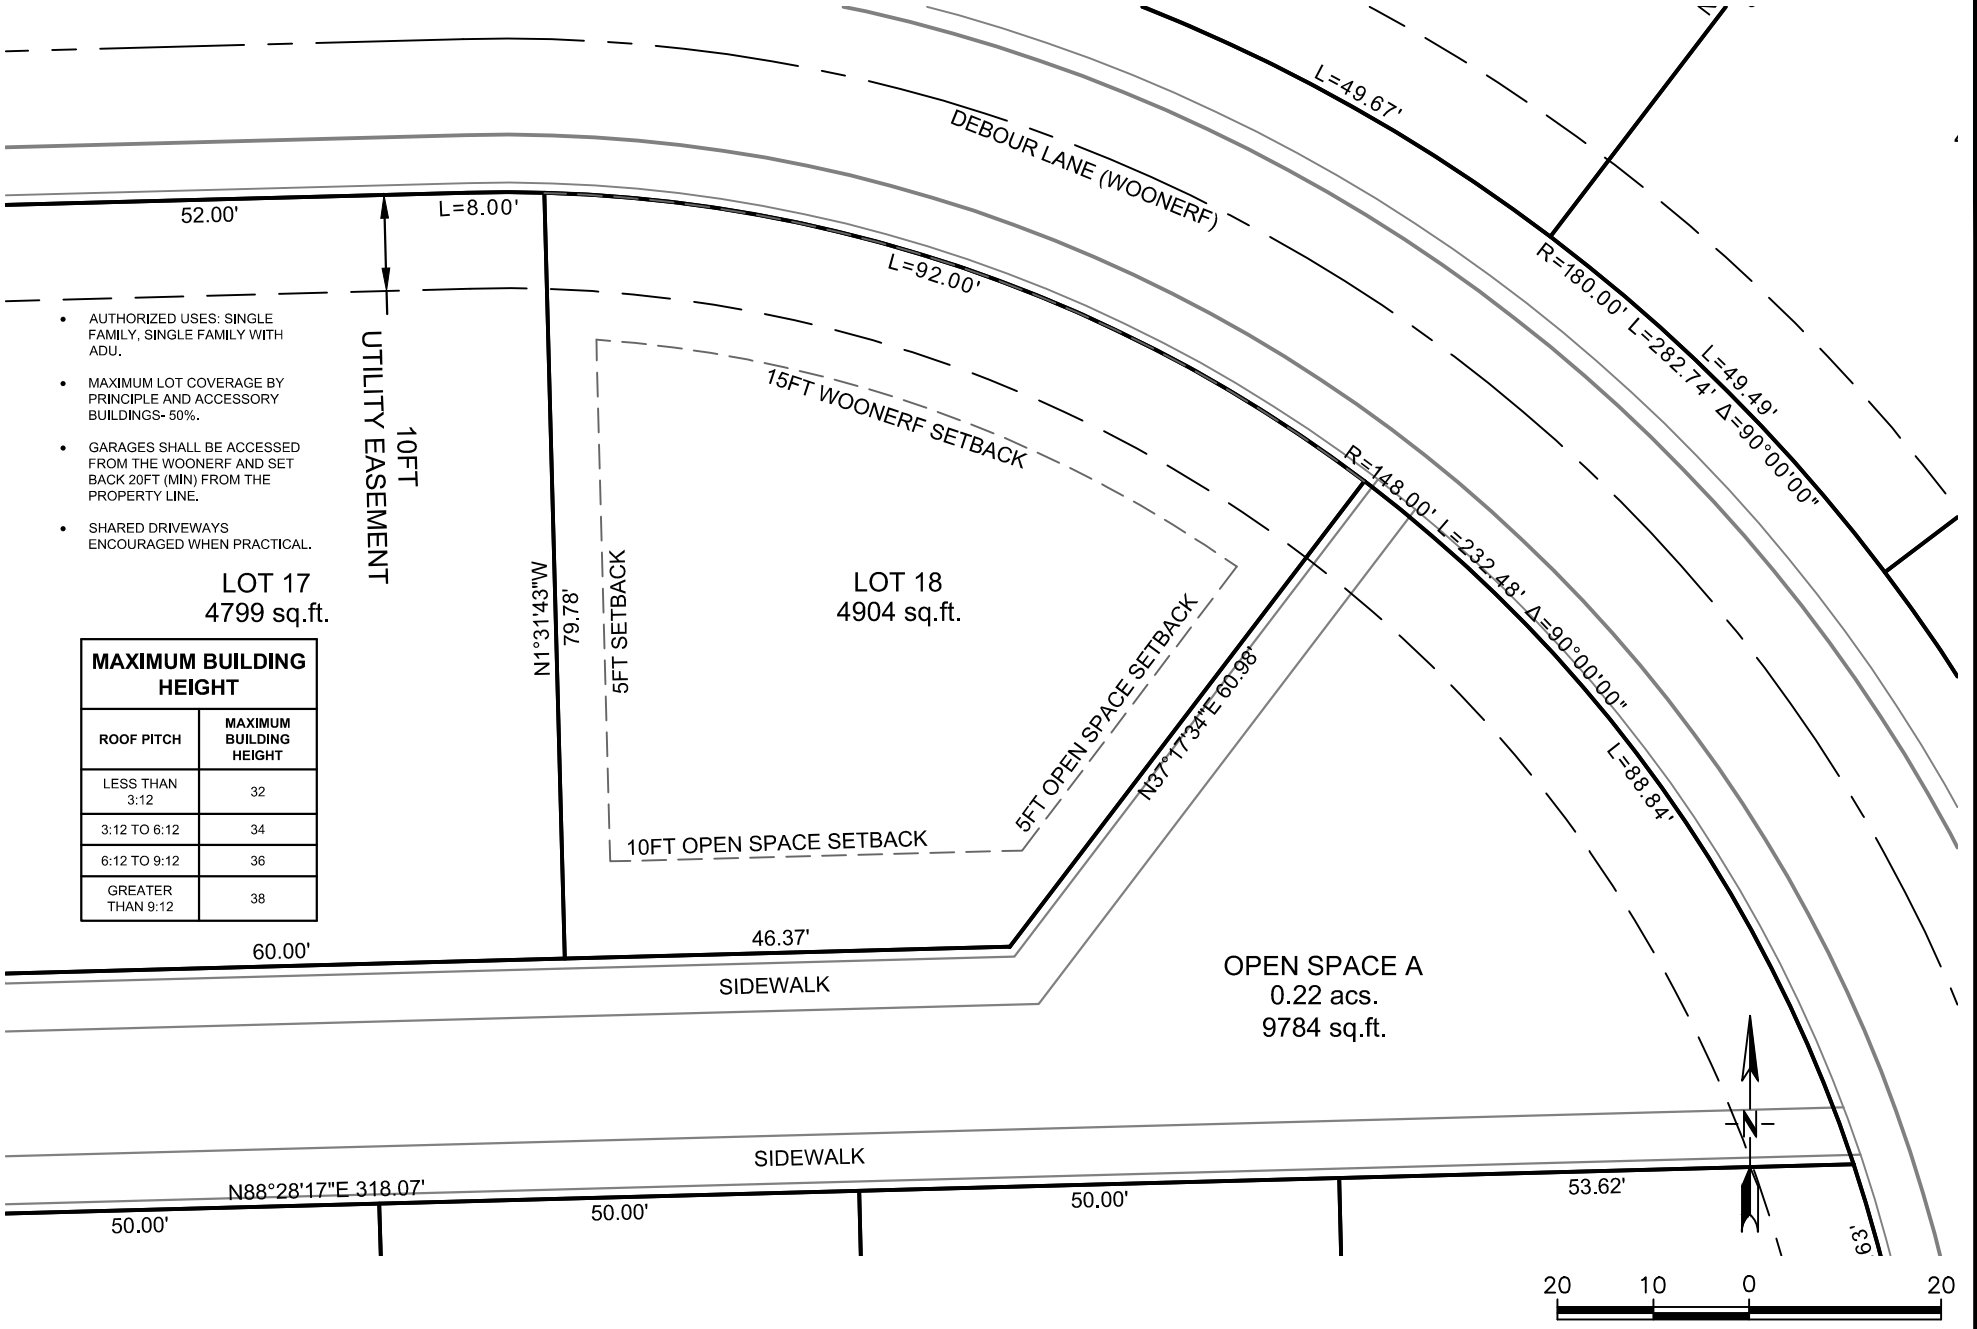 L=49.67'
DEBOUR LANE (WOONERF)
52.00'
L=8.00'
L=92.00'
R=180.00' L=282.74' Δ=90°00'00"
L=49.49'
• AUTHORIZED USES: SINGLE
FAMILY, SINGLE FAMILY WITH
ADU.
• MAXIMUM LOT COVERAGE BY
PRINCIPLE AND ACCESSORY
BUILDINGS- 50%.
• GARAGES SHALL BE ACCESSED
FROM THE WOONERF AND SET
BACK 20FT (MIN) FROM THE
PROPERTY LINE.
• SHARED DRIVEWAYS
ENCOURAGED WHEN PRACTICAL.
10FT
UTILITY EASEMENT
15FT WOONERF SETBACK
R=148.00' L=232.48' Δ=90°00'00"
LOT 17
4799 sq.ft.
N1°31'43"W
79.78'
5FT SETBACK
LOT 18
4904 sq.ft.
5FT OPEN SPACE SETBACK
N37°17'34"E 60.98'
L=88.84'
MAXIMUM BUILDING
HEIGHT
ROOF PITCH
MAXIMUM
BUILDING
HEIGHT
LESS THAN
3:12
32
3:12 TO 6:12
34
6:12 TO 9:12
36
GREATER
THAN 9:12
38
10FT OPEN SPACE SETBACK
60.00'
46.37'
SIDEWALK
OPEN SPACE A
0.22 acs.
9784 sq.ft.
N
SIDEWALK
N88°28'17"E 318.07'
50.00'
50.00'
50.00'
53.62'
63'
20 10 0 20